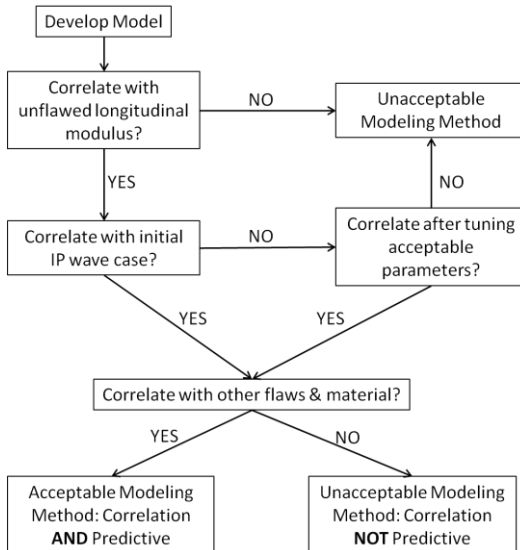 Develop Model
Correlate with
unflawed longitudinal
modulus?
NO
Unacceptable
Modeling Method
YES
NO
Correlate with initial
IP wave case?
NO
Correlate after tuning
acceptable
parameters?
YES
YES
Correlate with other flaws & material?
YES
NO
Acceptable Modeling
Method: Correlation
AND Predictive
Unacceptable Modeling
Method: Correlation
NOT Predictive